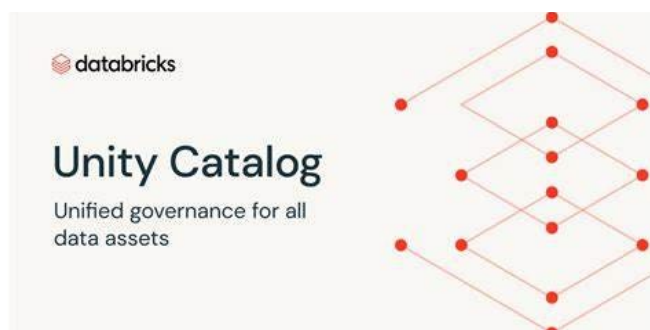 databricks
Unity Catalog
Unified governance for all
data assets